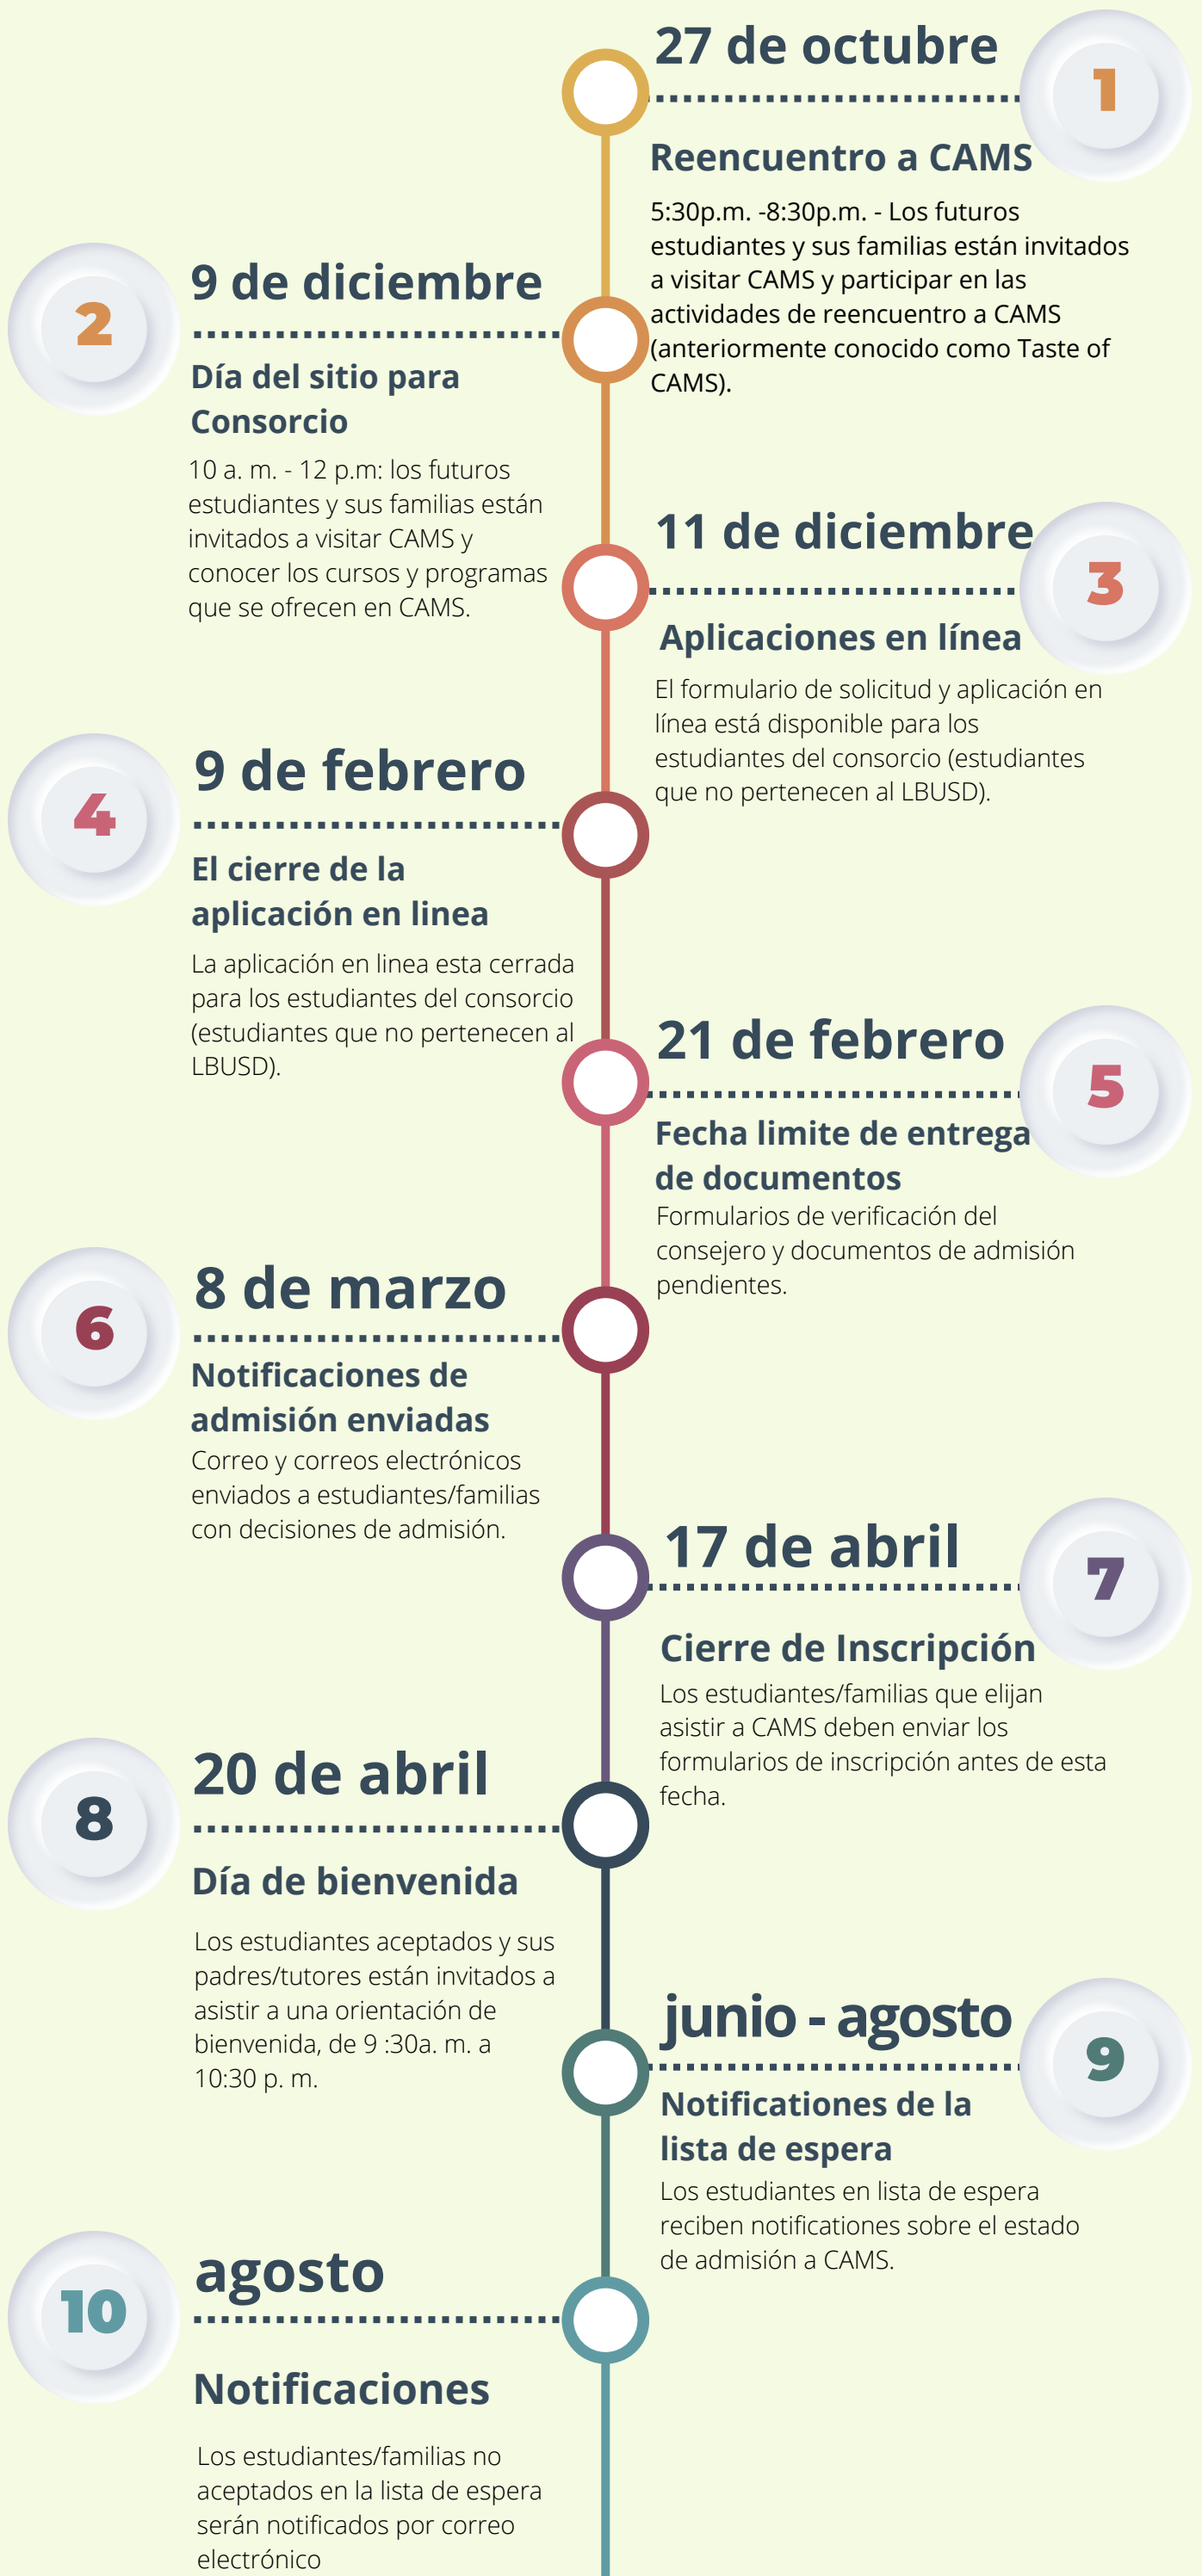 27 de octubre
1
Reencuentro a CAMS
5:30p.m. -8:30p.m. - Los futuros
estudiantes y sus familias están invitados
a visitar CAMS y participar en las
actividades de reencuentro a CAMS
(anteriormente conocido como Taste of
CAMS).
2
9 de diciembre
Día del sitio para
Consorcio
10 a. m. - 12 p.m: los futuros
estudiantes y sus familias están
invitados a visitar CAMS y
conocer los cursos y programas
que se ofrecen en CAMS.
11 de diciembre
3
Aplicaciones en línea
El formulario de solicitud y aplicación en
línea está disponible para los
estudiantes del consorcio (estudiantes
que no pertenecen al LBUSD).
4
9 de febrero
El cierre de la
aplicación en linea
La aplicación en linea esta cerrada
para los estudiantes del consorcio
(estudiantes que no pertenecen al
LBUSD).
21 de febrero
5
Fecha limite de entrega
de documentos
Formularios de verificación del
consejero y documentos de admisión
pendientes.
6
8 de marzo
Notificaciones de
admisión enviadas
Correo y correos electrónicos
enviados a estudiantes/familias
con decisiones de admisión.
17 de abril
7
Cierre de Inscripción
Los estudiantes/familias que elijan
asistir a CAMS deben enviar los
formularios de inscripción antes de esta
fecha.
8
20 de abril
Día de bienvenida
Los estudiantes aceptados y sus
padres/tutores están invitados a
asistir a una orientación de
bienvenida, de 9 :30a. m. a
10:30 p. m.
junio - agosto
9
Notificationes de la
lista de espera
Los estudiantes en lista de espera
reciben notificationes sobre el estado
de admisión a CAMS.
10
agosto
Notificaciones
Los estudiantes/familias no
aceptados en la lista de espera
serán notificados por correo
electrónico